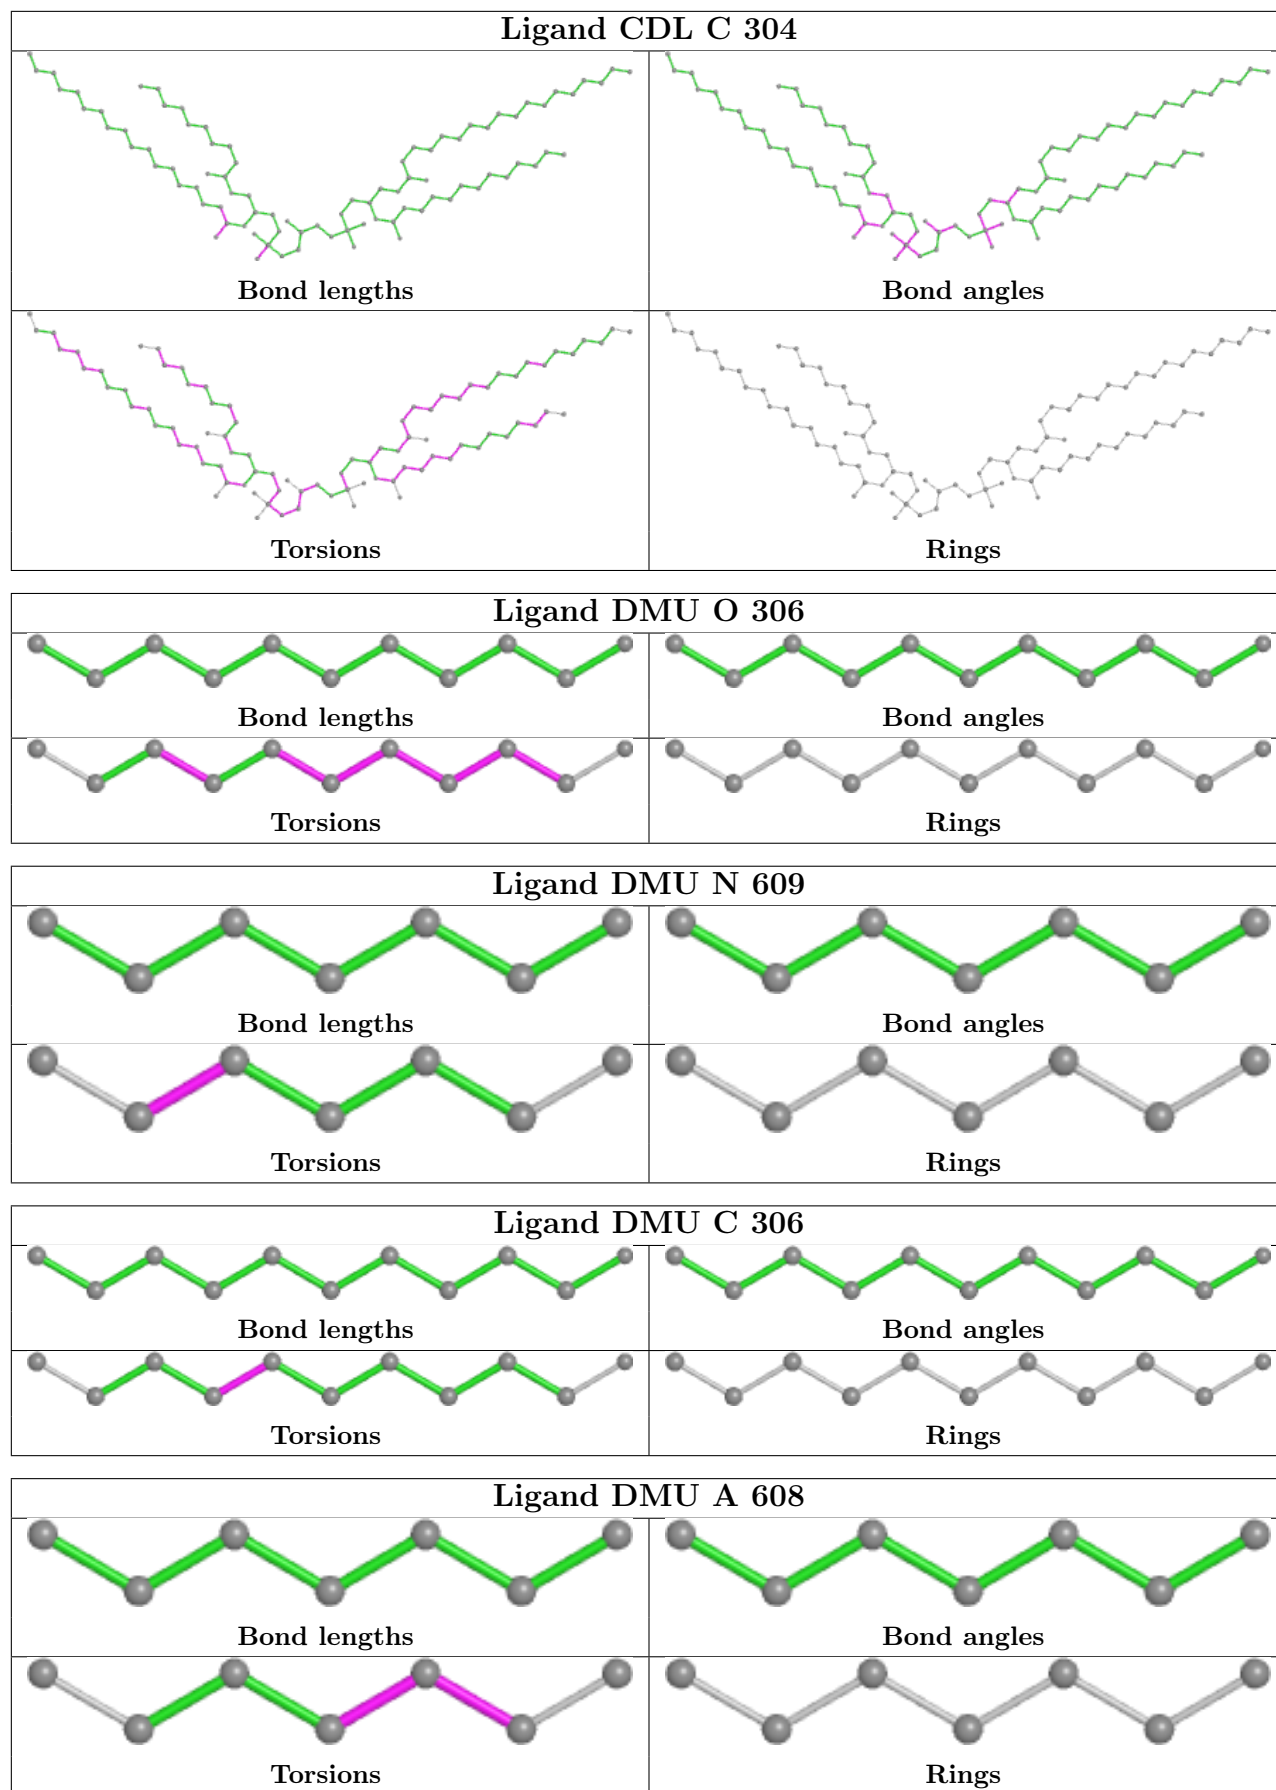 Ligand CDL C 304
Bond lengths
Bond angles
Torsions
Rings
Ligand DMU O 306
Bond lengths
Bond angles
Torsions
Rings
Ligand DMU N 609
Bond lengths
Bond angles
Torsions
Rings
Ligand DMU C 306
Bond lengths
Bond angles
Torsions
Rings
Ligand DMU A 608
Bond lengths
Bond angles
Torsions
Rings